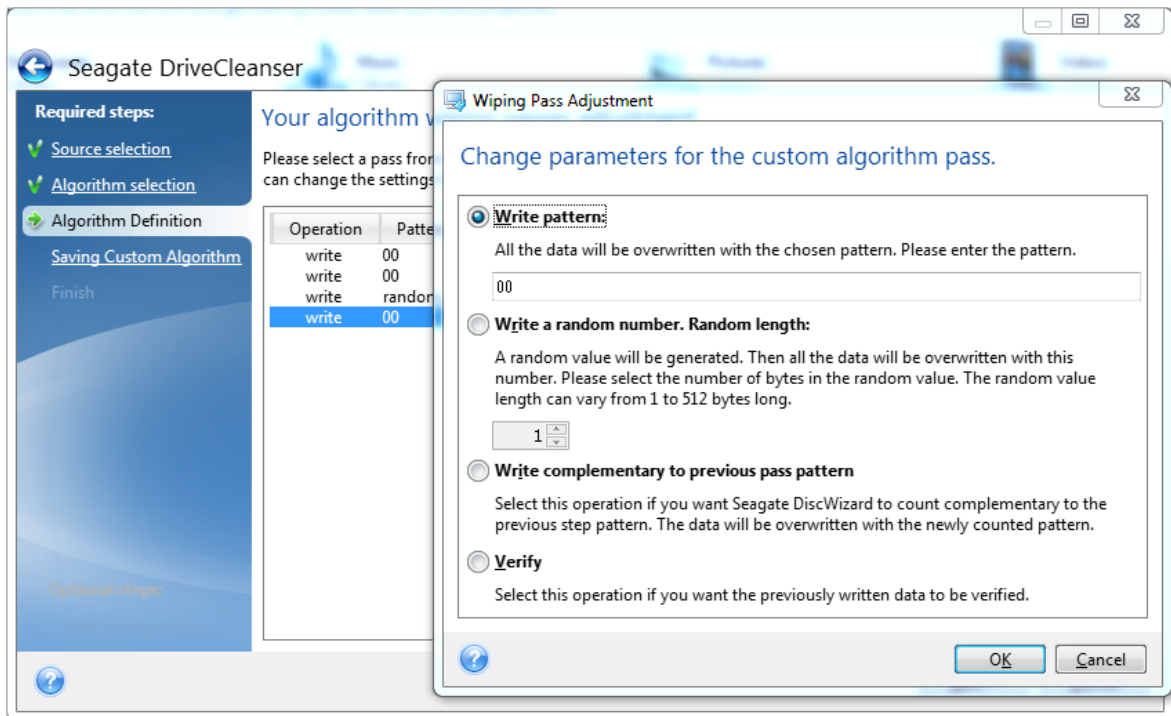 Seagate DriveCleanser
Required steps:
Source selection
Algorithm selection
Algorithm Definition
Saving Custom Algorithm
Finish
Optional steps:
Your algorithm
Please select a pass
can change the settings
Operation
write 00
write 00
write
write 00
Wiping Pass Adjustment
Change parameters for the custom algorithm pass.
Write pattern:
All the data will be overwritten with the chosen pattern. Please enter the pattern.
00
Write a random number. Random length:
A random value will be generated. Then all the data will be overwritten with this
number. Please select the number of bytes in the random value. The random value
length can vary from 1 to 512 bytes long.
1
Write complementary to previous pass pattern
Select this operation if you want Seagate DiscWizard to count complementary to the
previous step pattern. The data will be overwritten with the newly counted pattern.
Verify
Select this operation if you want the previously written data to be verified.
OK
Cancel